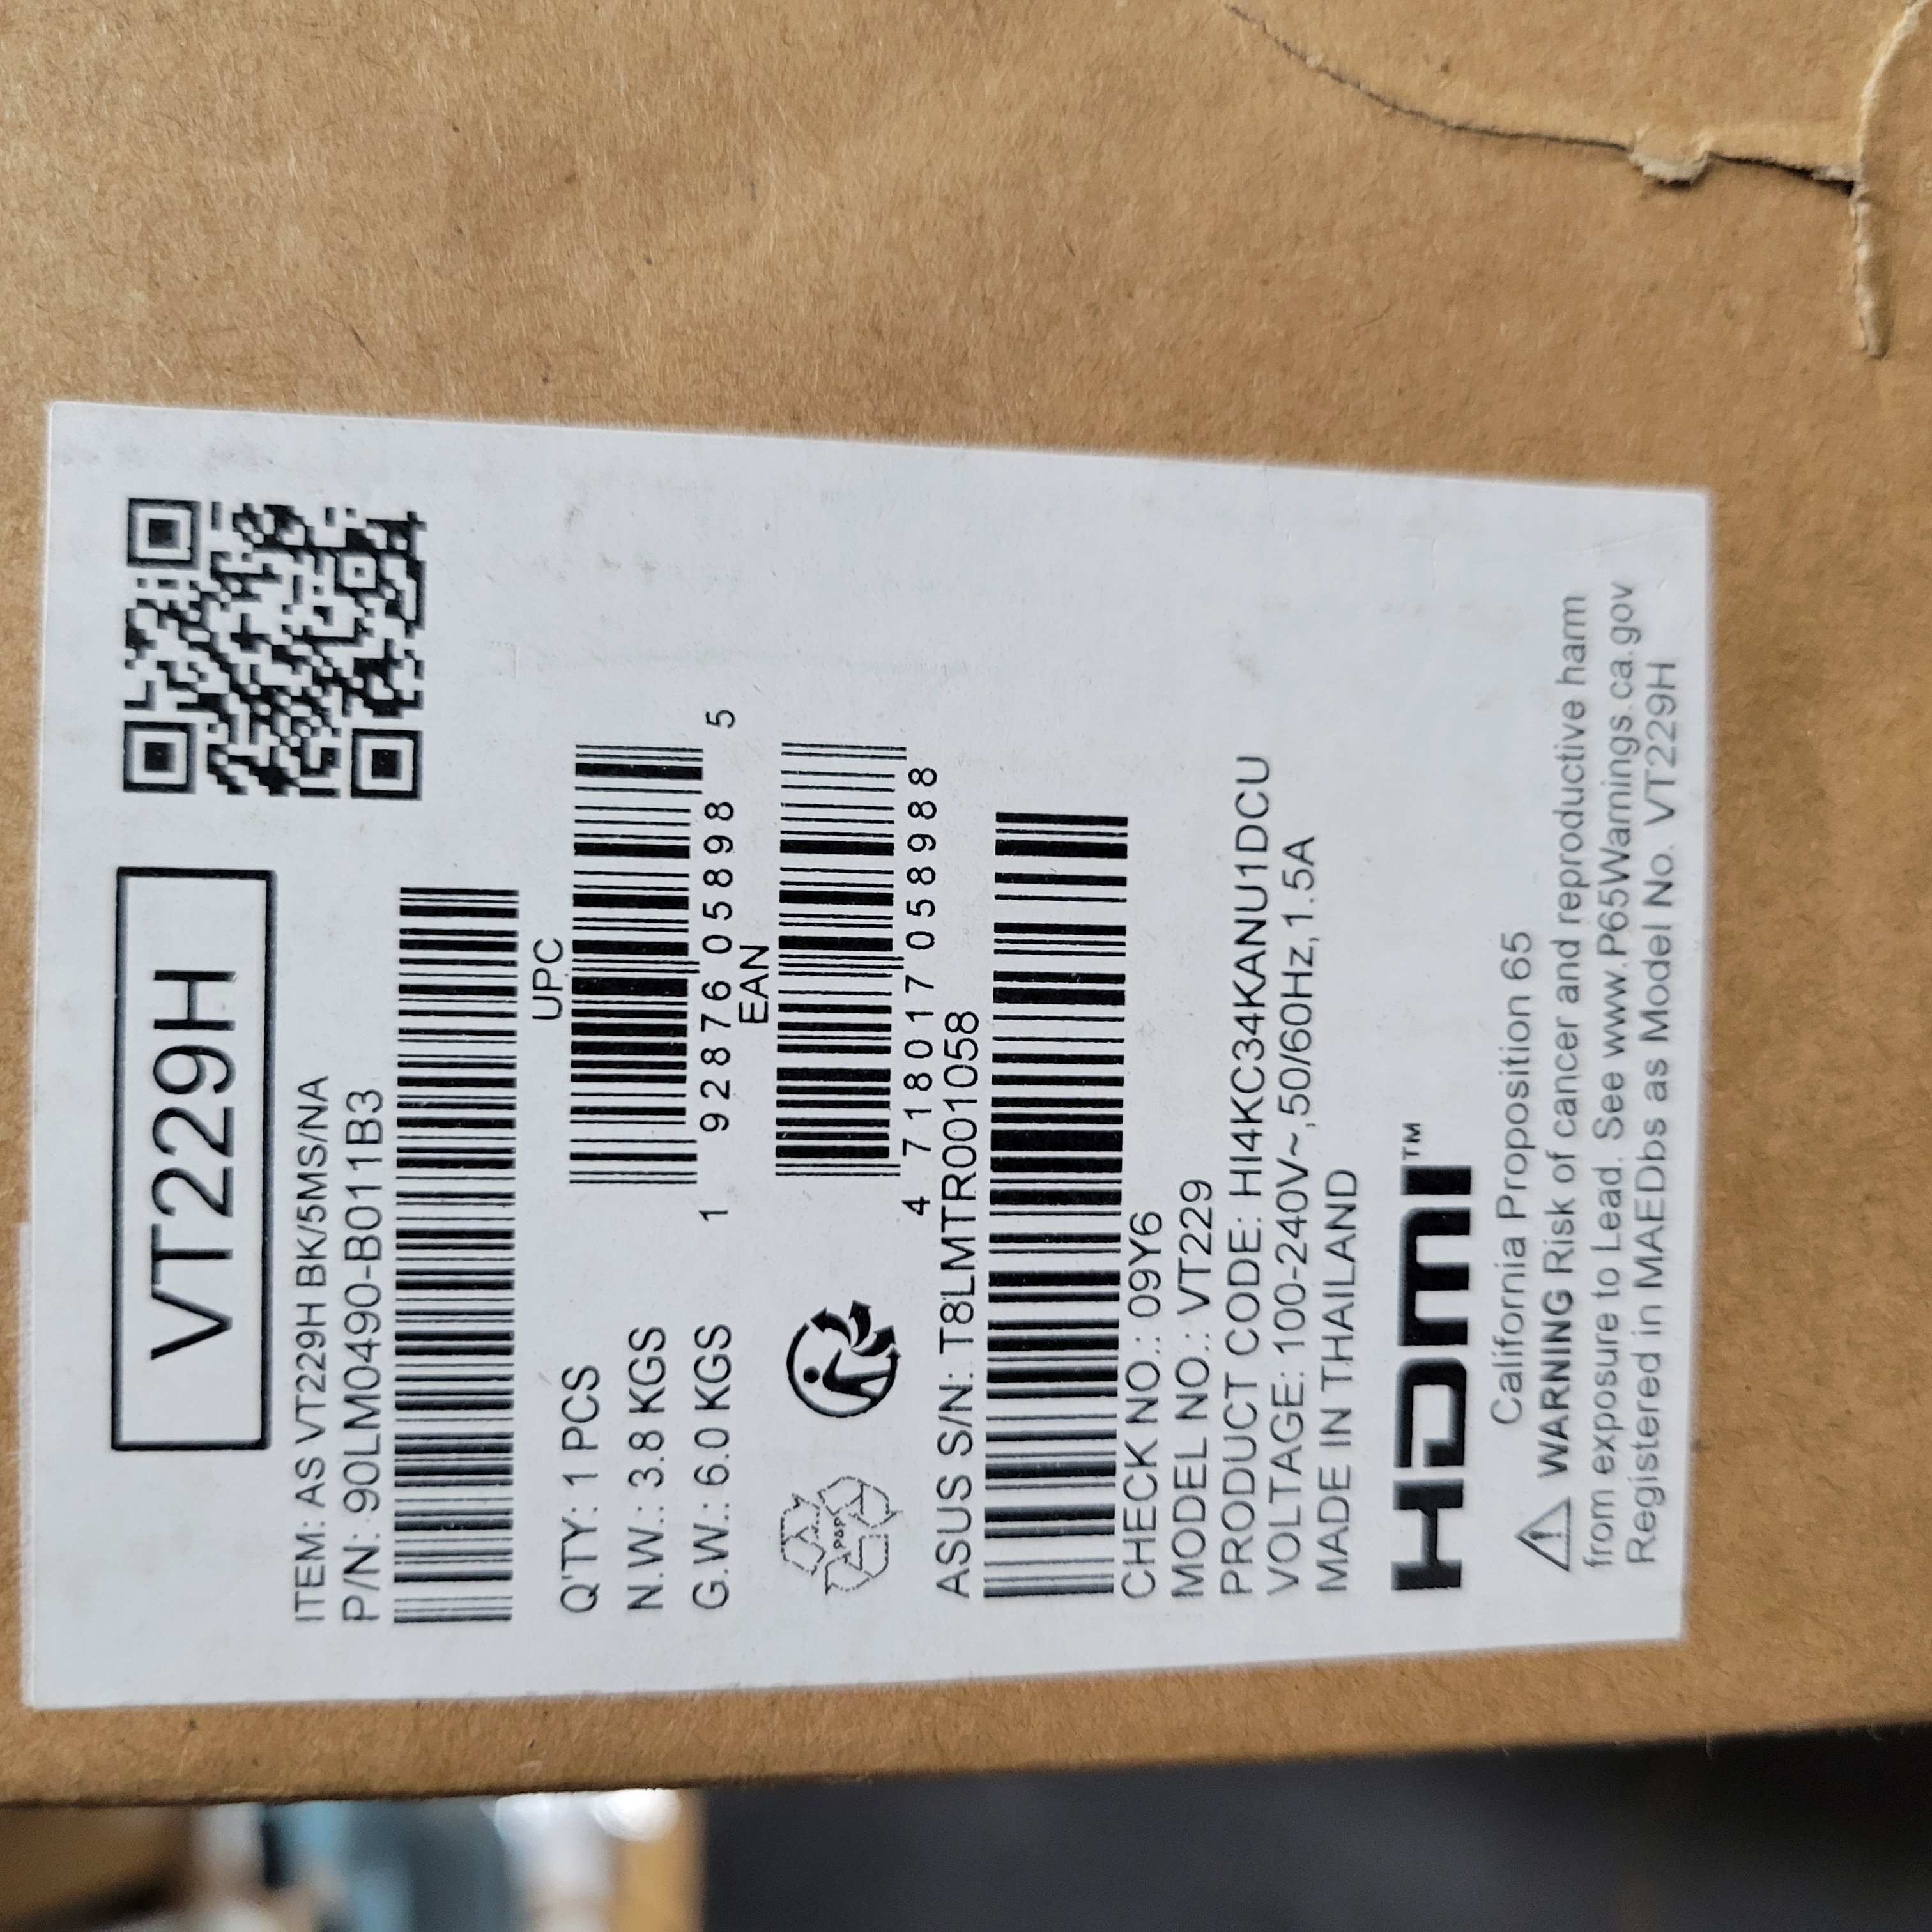 VT229H
ITEM: AS VT229H BK/5MS/NA
P/N: 90LM0490-B011B3
UPC
1 92876 05898 5
Q'TY: 1 PCS
N.W.: 3.8 KGS
G.W.: 6.0 KGS
EAN
4 718017 058988
P&P
ASUS S/N: T8LMTR001058
CHECK NO.: 09Y6
MODEL NO.: VT229
PRODUCT CODE: HI4KC34KANU1DCU
VOLTAGE: 100-240V~,50/60Hz,1.5A
MADE IN THAILAND
HDMI™
California Proposition 65
WARNING Risk of cancer and reproductive harm
from exposure to Lead. See www.P65Warnings.ca.gov
Registered in MAEDbs as Model No. VT229H